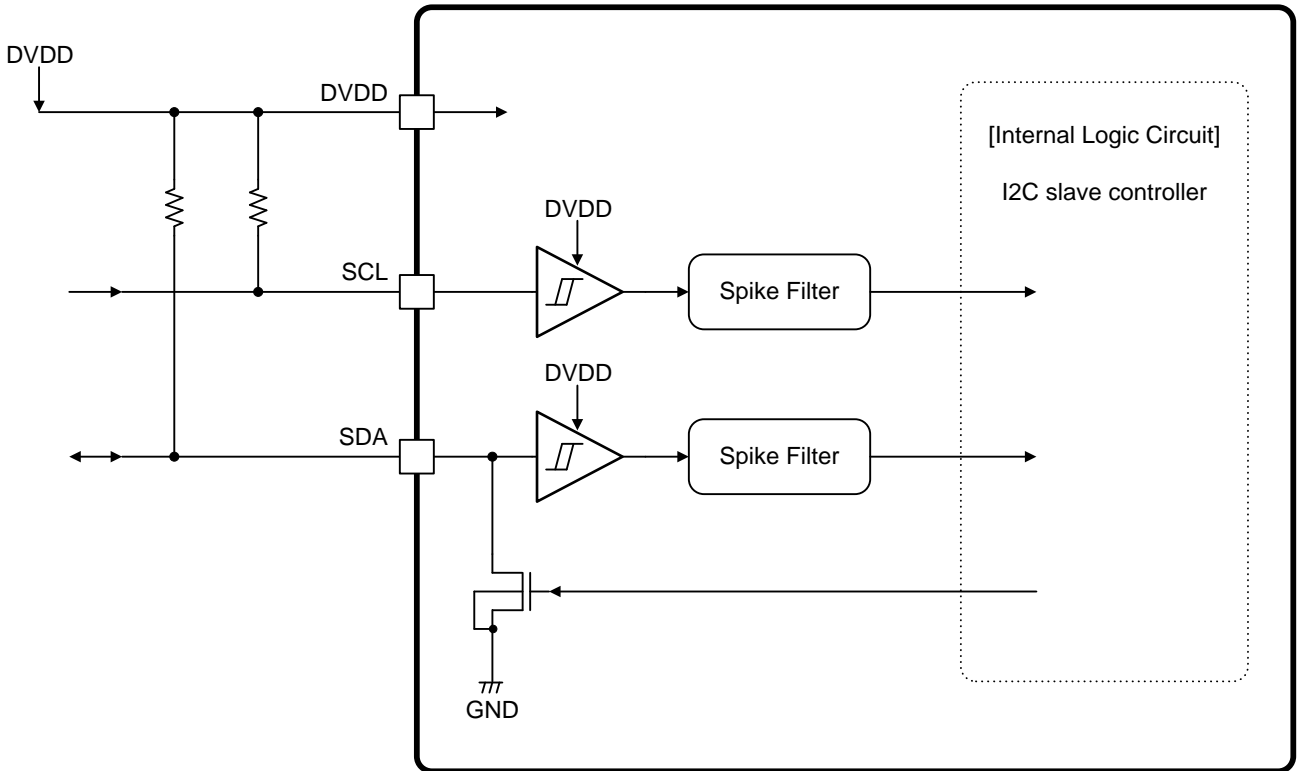 DVDD
DVDD
[Internal Logic Circuit]
I2C slave controller
DVDD
SCL
Spike Filter
DVDD
SDA
Spike Filter
GND